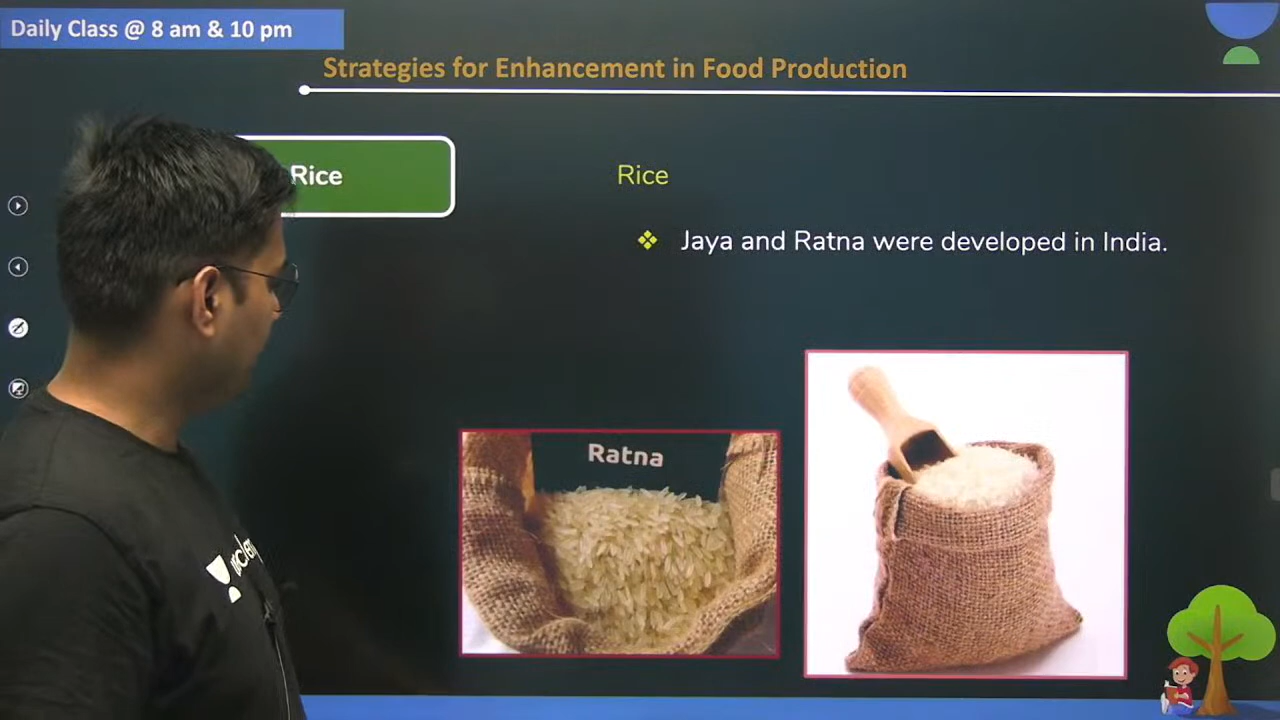 Daily Class @ 8 am & 10 pm
Strategies for Enhancement in Food Production
Rice
Rice
Jaya and Ratna were developed in India.
Ratna